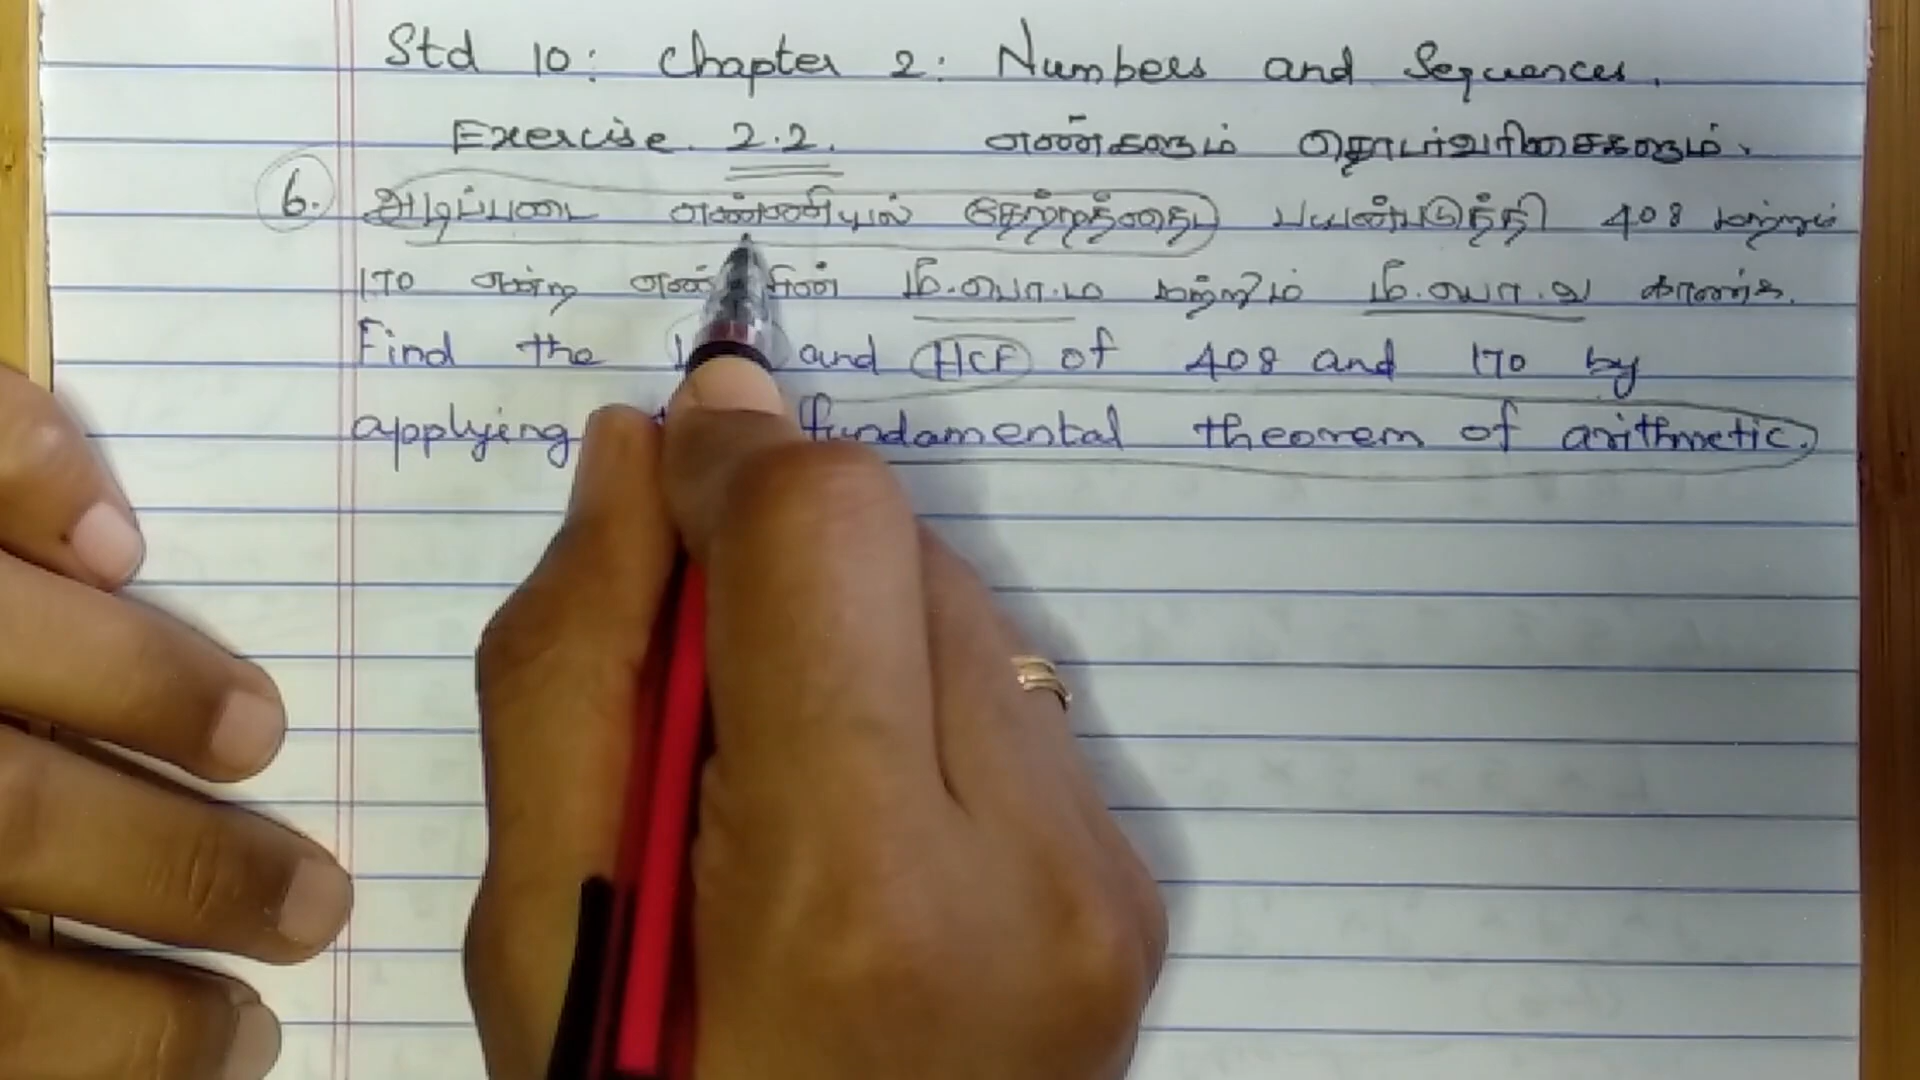 Std 10: Chapter 2: Numbers and Sequences.
Exercise 2.2. எண்களும் தொடர்வரிசைகளும்.
6. அடிப்படை எண்ணியல் தேற்றத்தை பயன்படுத்தி 408 மற்றும்
170 என்ற மீ.பொ.ம மற்றும் மீ.பொ.வ காண்க.
Find the and HCF of 408 and 170 by
applying fundamental theorem of arithmetic.